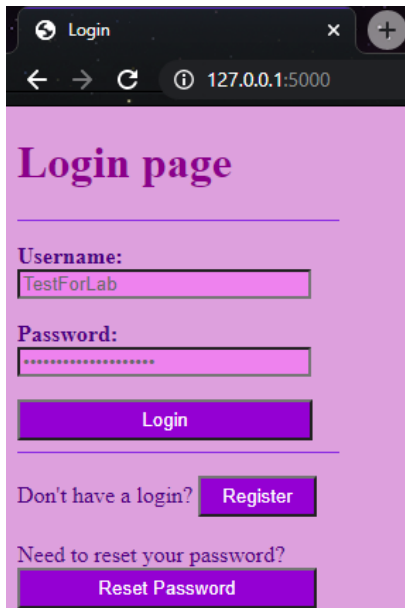 Login
127.0.0.1:5000
Login page
Username:
TestForLab
Password:
••••••••••••••••••••
Login
Don't have a login? Register
Need to reset your password?
Reset Password